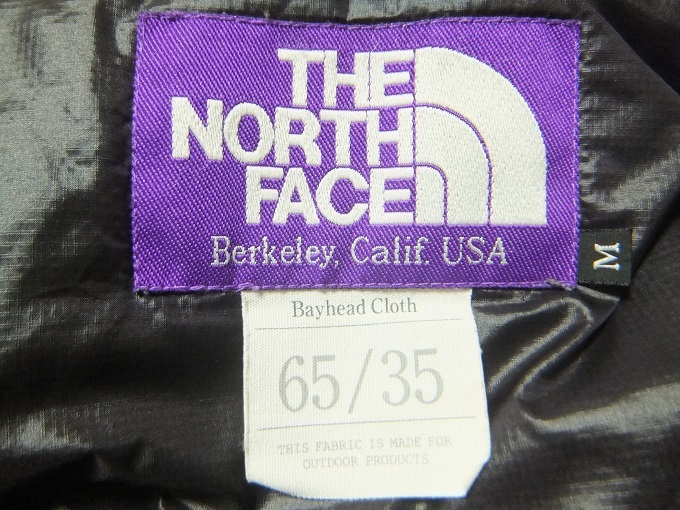 THE
NORTH
FACE
Berkeley, Calif. USA
M
Bayhead Cloth
65/35
THIS FABRIC IS MADE FOR
OUTDOOR PRODUCTS